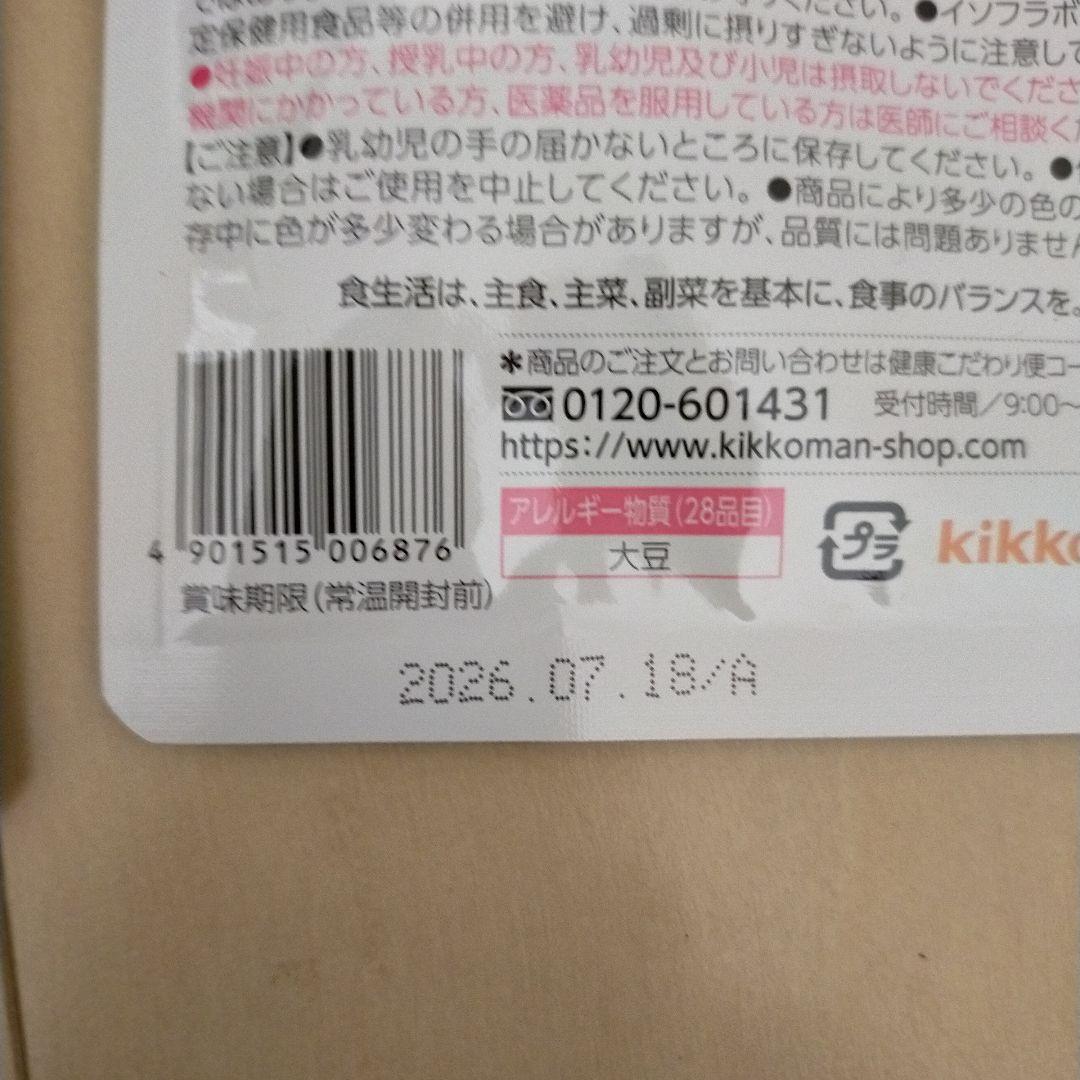 ください。●イソフラボ
定保健用食品等の併用を避け、過剰に摂りすぎないように注意して
●妊娠中の方、授乳中の方、乳幼児及び小児は摂取しないでくださ
機関にかかっている方、医薬品を服用している方は医師にご相談く
【ご注意】●乳幼児の手の届かないところに保存してください。●
ない場合はご使用を中止してください。●商品により多少の色の
存中に色が多少変わる場合がありますが、品質には問題ありません
食生活は、主食、主菜、副菜を基本に、食事のバランスを。
*商品のご注文とお問い合わせは健康こだわり便コー
0120-601431 受付時間/9:00〜
https://www.kikkoman-shop.com
アレルギー物質(28品目)
大豆
プラ
kikko
4 901515 006876
賞味期限(常温開封前)
2026.07.18/A